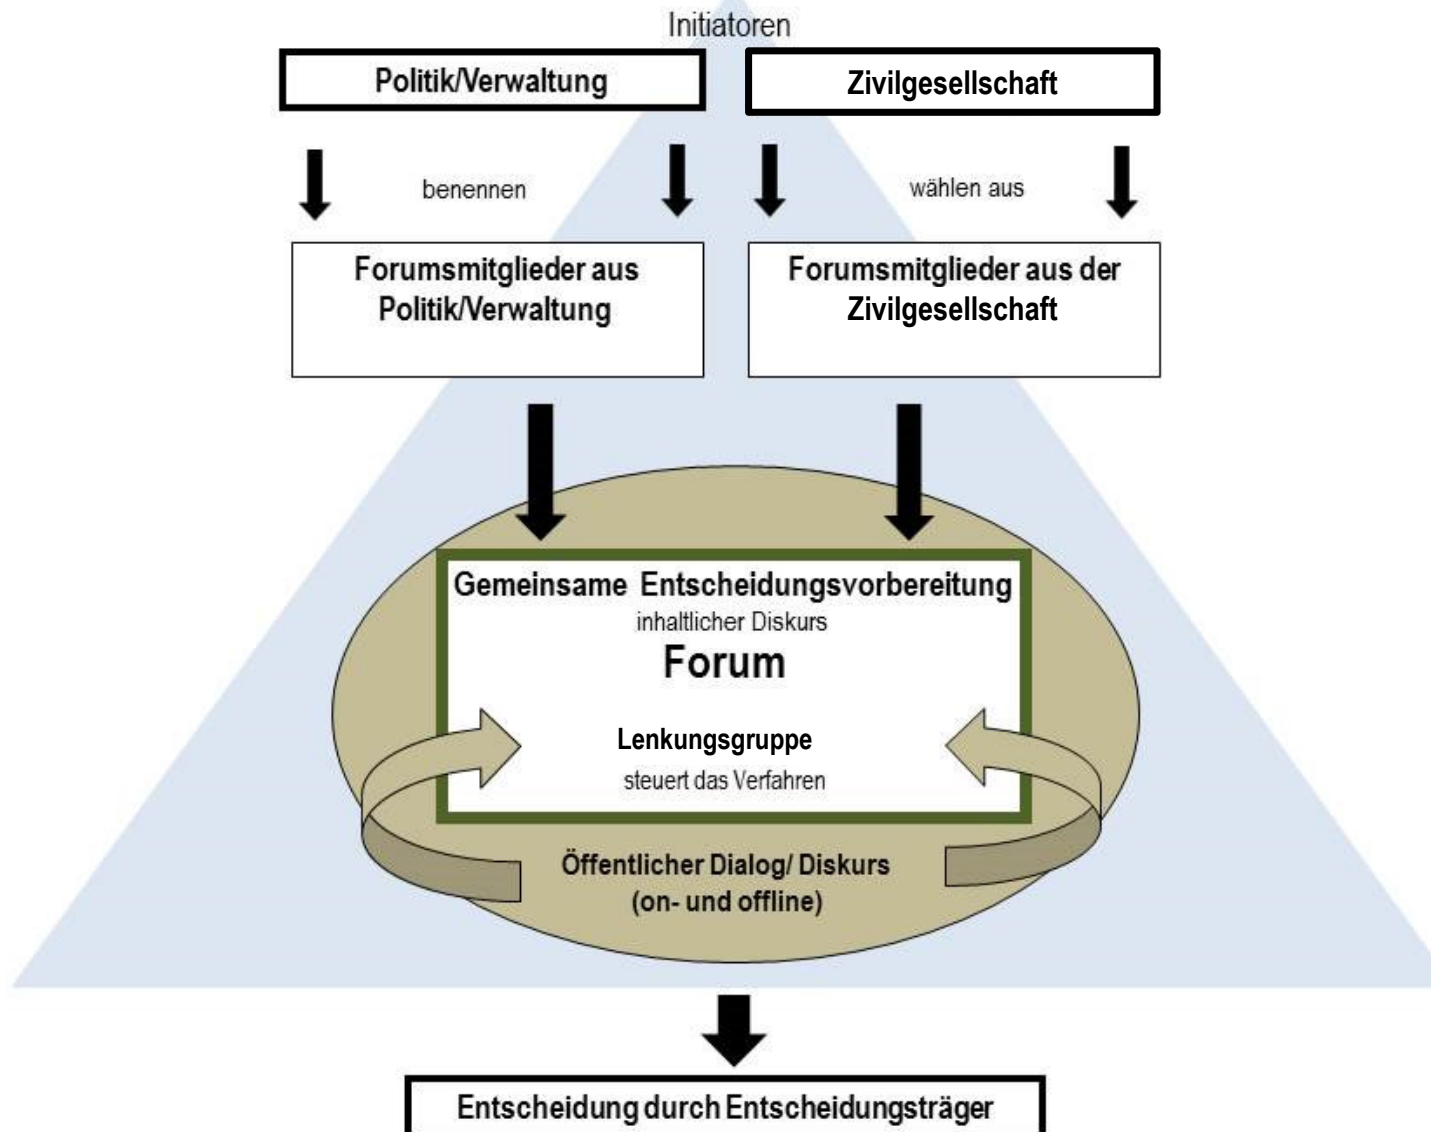 Initiatoren
Politik/Verwaltung
Zivilgesellschaft
benennen
wählen aus
Forumsmitglieder aus
Politik/Verwaltung
Forumsmitglieder aus der
Zivilgesellschaft
Gemeinsame Entscheidungsvorbereitung
inhaltlicher Diskurs
Forum
Lenkungsgruppe
steuert das Verfahren
Öffentlicher Dialog/ Diskurs
(on- und offline)
Entscheidung durch Entscheidungsträger